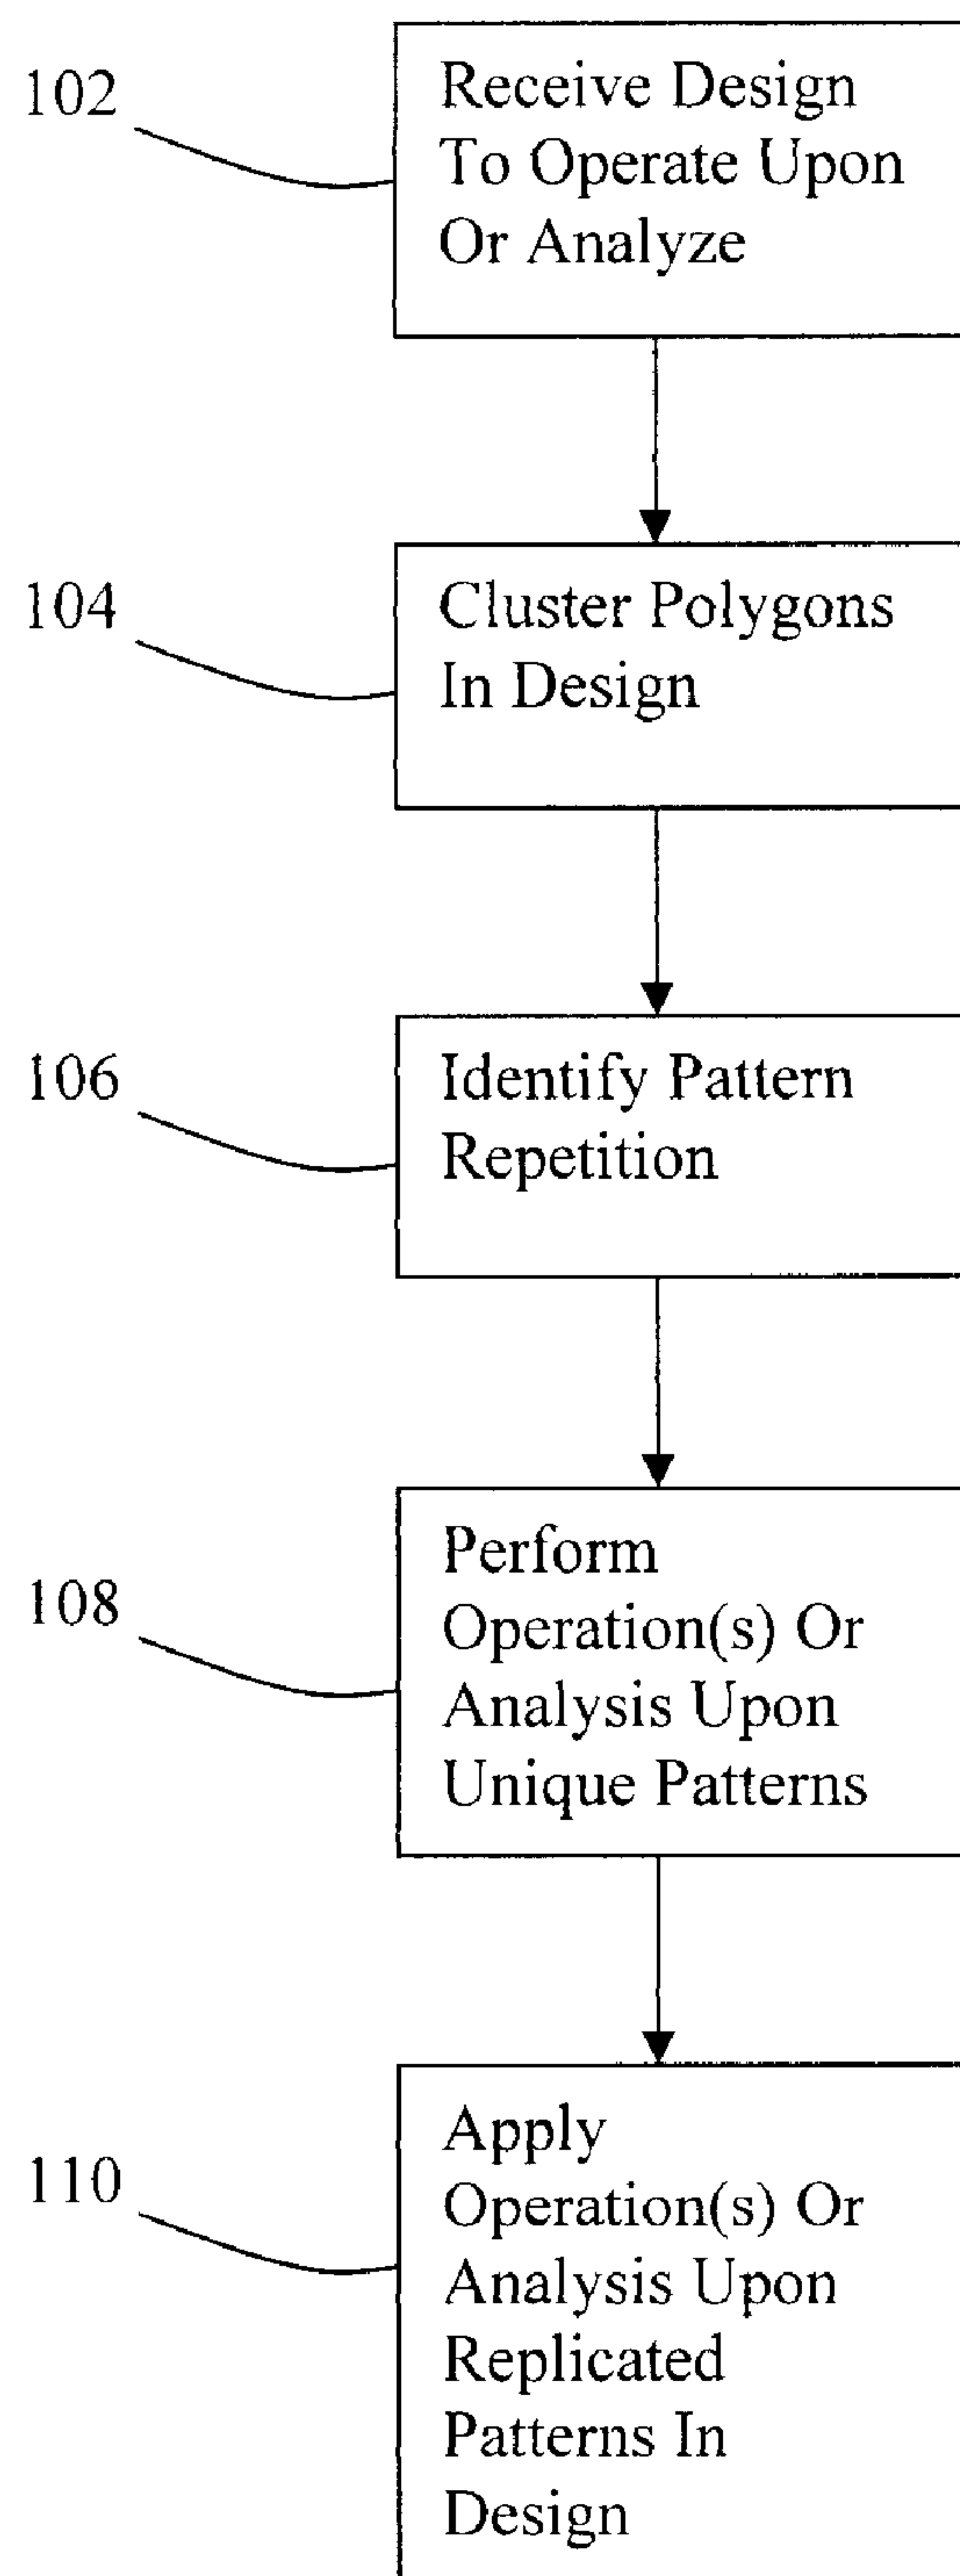 102
Receive Design
To Operate Upon
Or Analyze
104
Cluster Polygons
In Design
106
Identify Pattern
Repetition
108
Perform
Operation(s) Or
Analysis Upon
Unique Patterns
110
Apply
Operation(s) Or
Analysis Upon
Replicated
Patterns In
Design